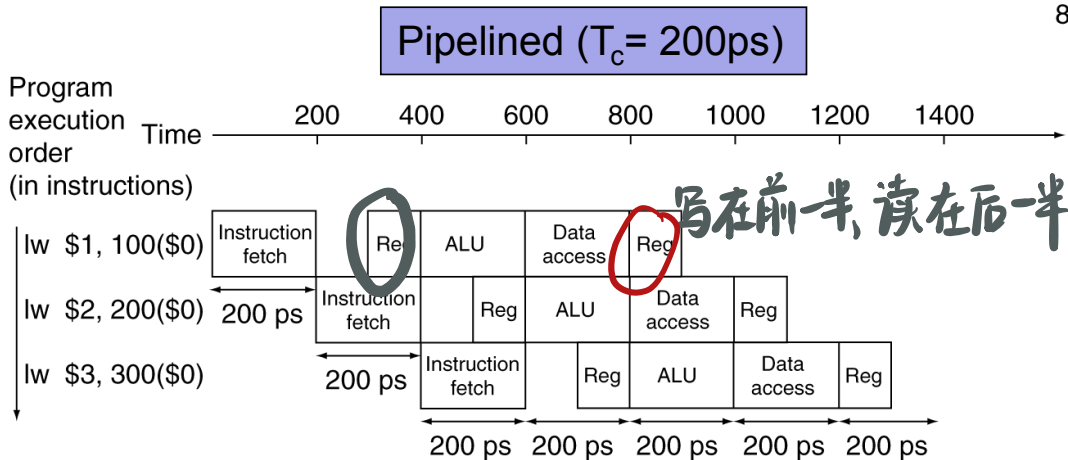 8
Pipelined (Tc= 200ps)
Program
execution
order
(in instructions)
Time
200 400 600 800 1000 1200 1400
写在前一半, 读在后一半
lw $1, 100($0)
Instruction
fetch
Reg
ALU
Data
access
Reg
lw $2, 200($0)
200 ps
Instruction
fetch
Reg
ALU
Data
access
Reg
lw $3, 300($0)
200 ps
Instruction
fetch
Reg
ALU
Data
access
Reg
200 ps 200 ps 200 ps 200 ps 200 ps